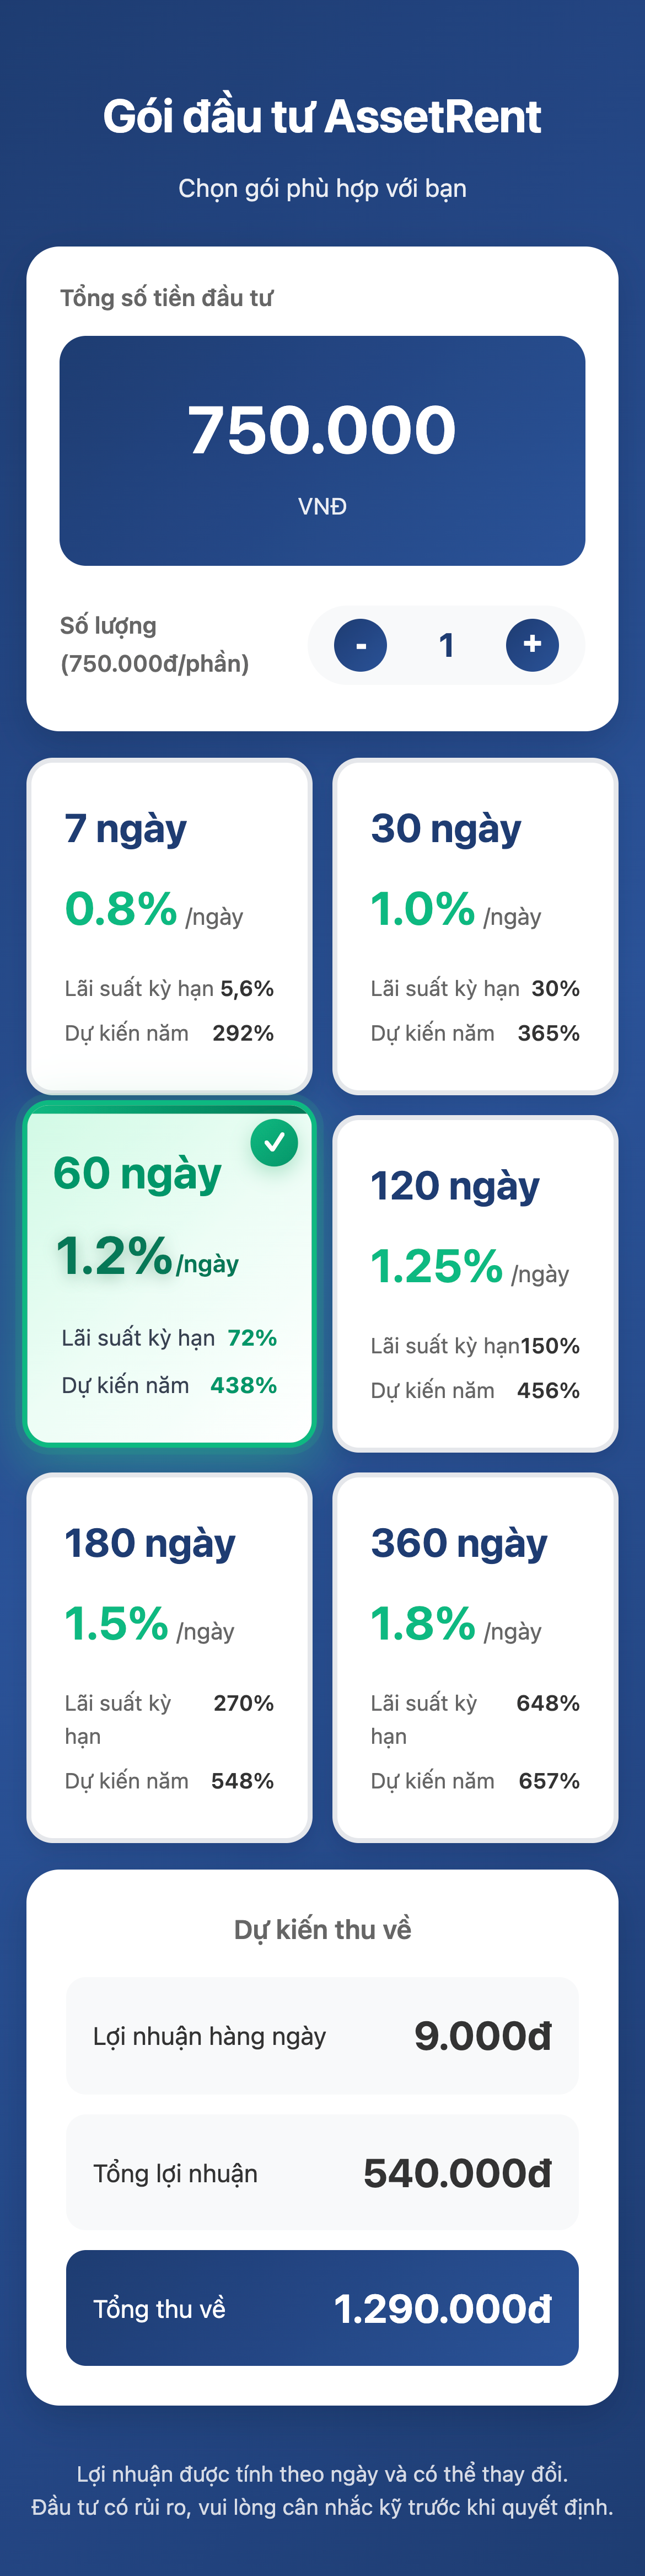 Gói đầu tư AssetRent
Chọn gói phù hợp với bạn
Tổng số tiền đầu tư
750.000
VNĐ
Số lượng
(750.000đ/phần)
- 1 +
7 ngày
0.8% /ngày
Lãi suất kỳ hạn 5,6%
Dự kiến năm 292%
30 ngày
1.0% /ngày
Lãi suất kỳ hạn 30%
Dự kiến năm 365%
60 ngày
1.2%/ngày
Lãi suất kỳ hạn 72%
Dự kiến năm 438%
120 ngày
1.25% /ngày
Lãi suất kỳ hạn 150%
Dự kiến năm 456%
180 ngày
1.5% /ngày
Lãi suất kỳ 270%
hạn
Dự kiến năm 548%
360 ngày
1.8% /ngày
Lãi suất kỳ 648%
hạn
Dự kiến năm 657%
Dự kiến thu về
Lợi nhuận hàng ngày 9.000đ
Tổng lợi nhuận 540.000đ
Tổng thu về 1.290.000đ
Lợi nhuận được tính theo ngày và có thể thay đổi.
Đầu tư có rủi ro, vui lòng cân nhắc kỹ trước khi quyết định.